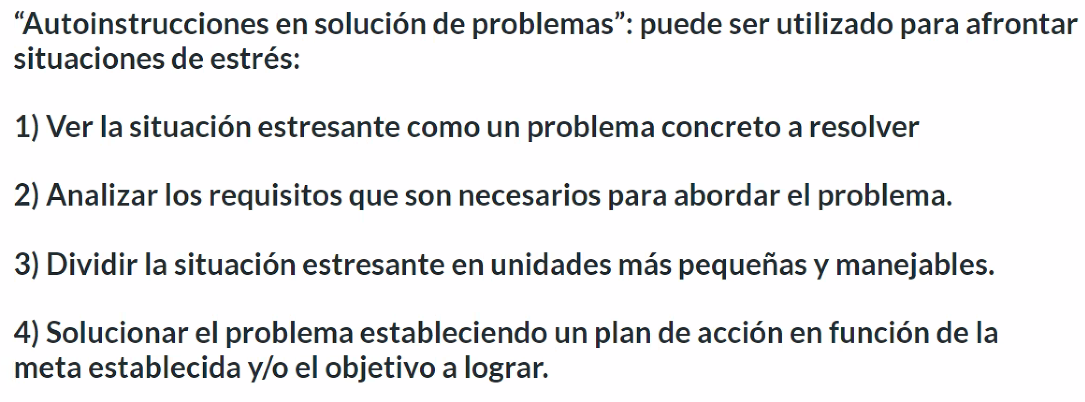 “Autoinstrucciones en solución de problemas”: puede ser utilizado para afrontar
situaciones de estrés:
1) Ver la situación estresante como un problema concreto a resolver
2) Analizar los requisitos que son necesarios para abordar el problema.
3) Dividir la situación estresante en unidades más pequeñas y manejables.
4) Solucionar el problema estableciendo un plan de acción en función de la
meta establecida y/o el objetivo a lograr.